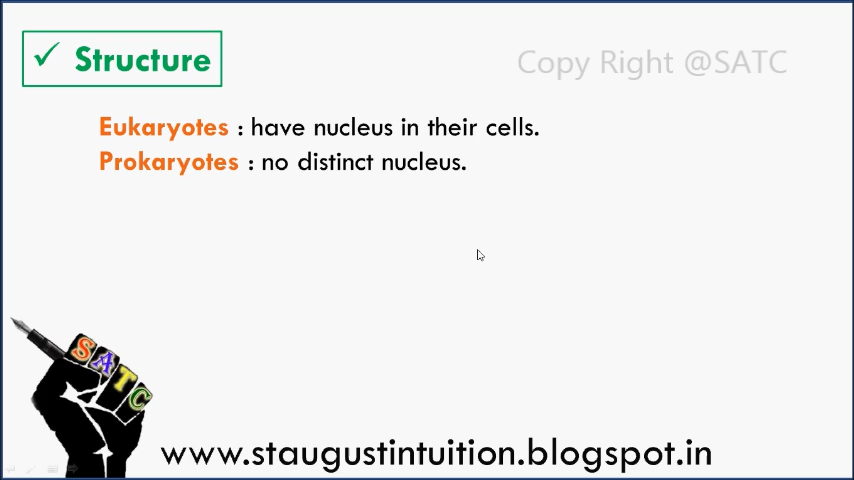 ✓ Structure
Copy Right @SATC
Eukaryotes : have nucleus in their cells.
Prokaryotes : no distinct nucleus.
SATC
www.staugustintuition.blogspot.in